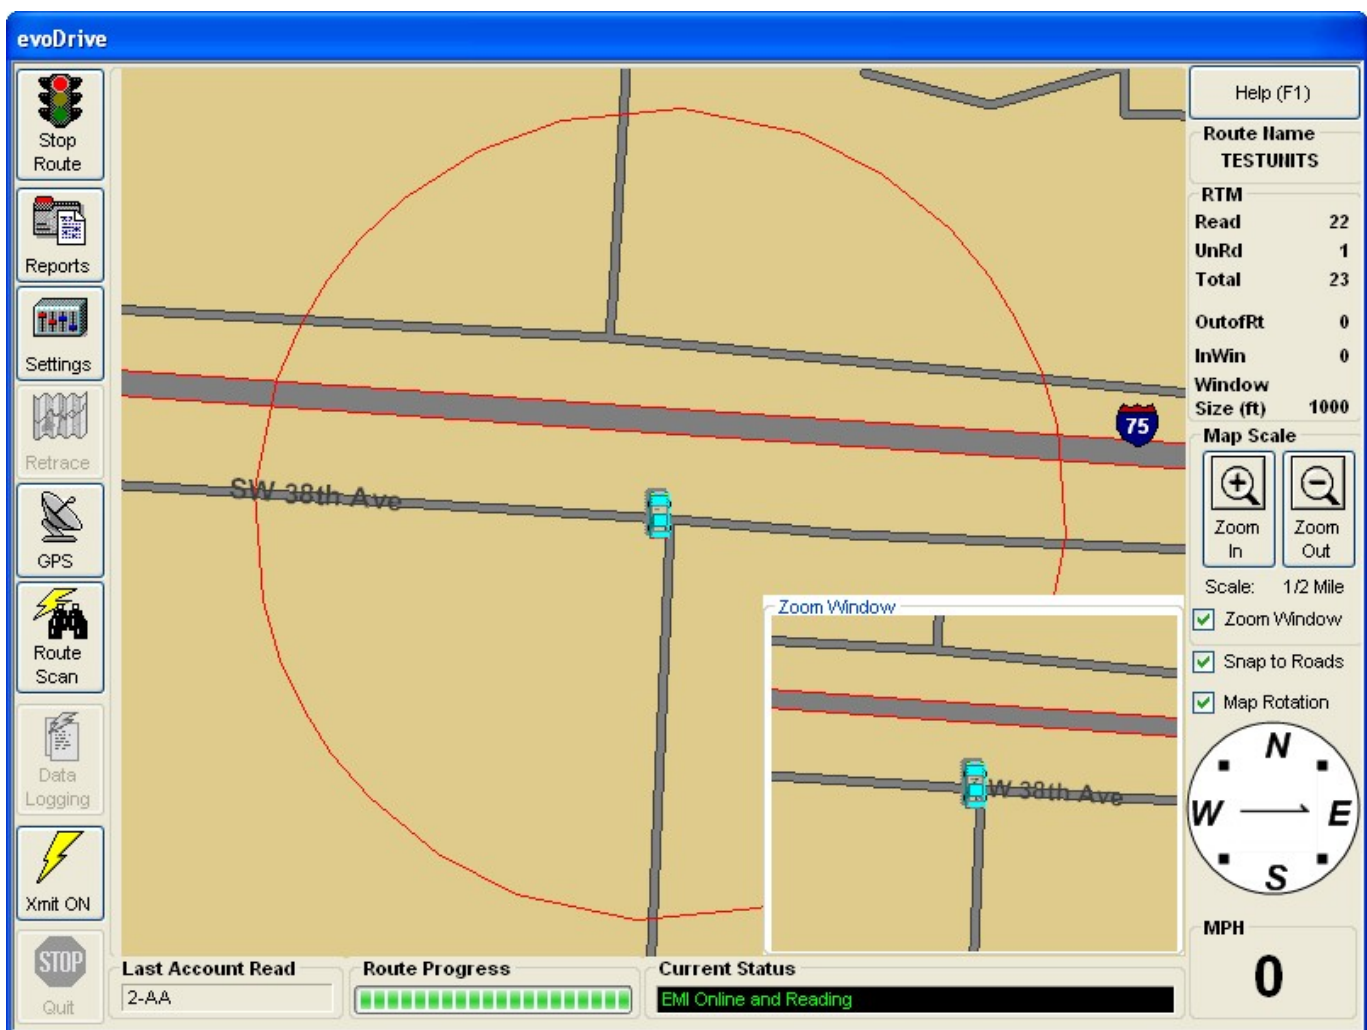 evoDrive
Stop
Route
Reports
Settings
Retrace
GPS
Route
Scan
Data
Logging
Xmit ON
STOP
Quit
SW 38th Ave
75
Zoom Window
W 38th Ave
Last Account Read
2-AA
Route Progress
Current Status
EMI Online and Reading
Help (F1)
Route Name
TESTUNITS
RTM
Read 22
UnRd 1
Total 23
OutofRt 0
InWin 0
Window
Size (ft) 1000
Map Scale
Zoom
In
Zoom
Out
Scale: 1/2 Mile
Zoom Window
Snap to Roads
Map Rotation
N
W E
S
MPH
0